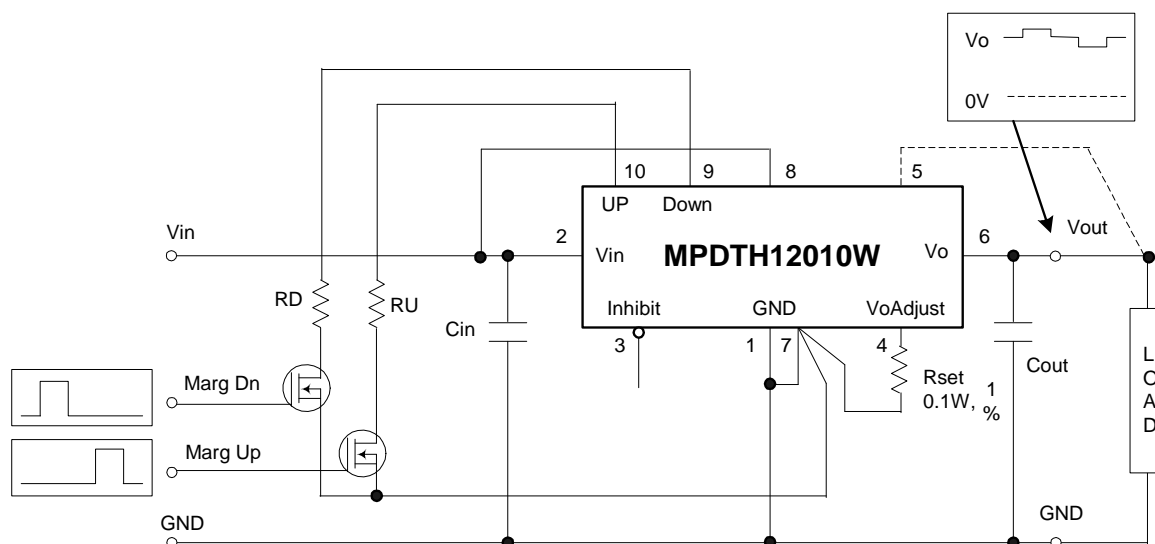 Vo
0V
10
9
8
5
UP
Down
Vin
2
Vin
MPDTH12010W
Vo
6
Vout
RD
RU
Cin
Inhibit
GND
VoAdjust
3
1
7
4
Rset
0.1W, 1
%
Cout
L
O
A
D
Marg Dn
Marg Up
GND
GND